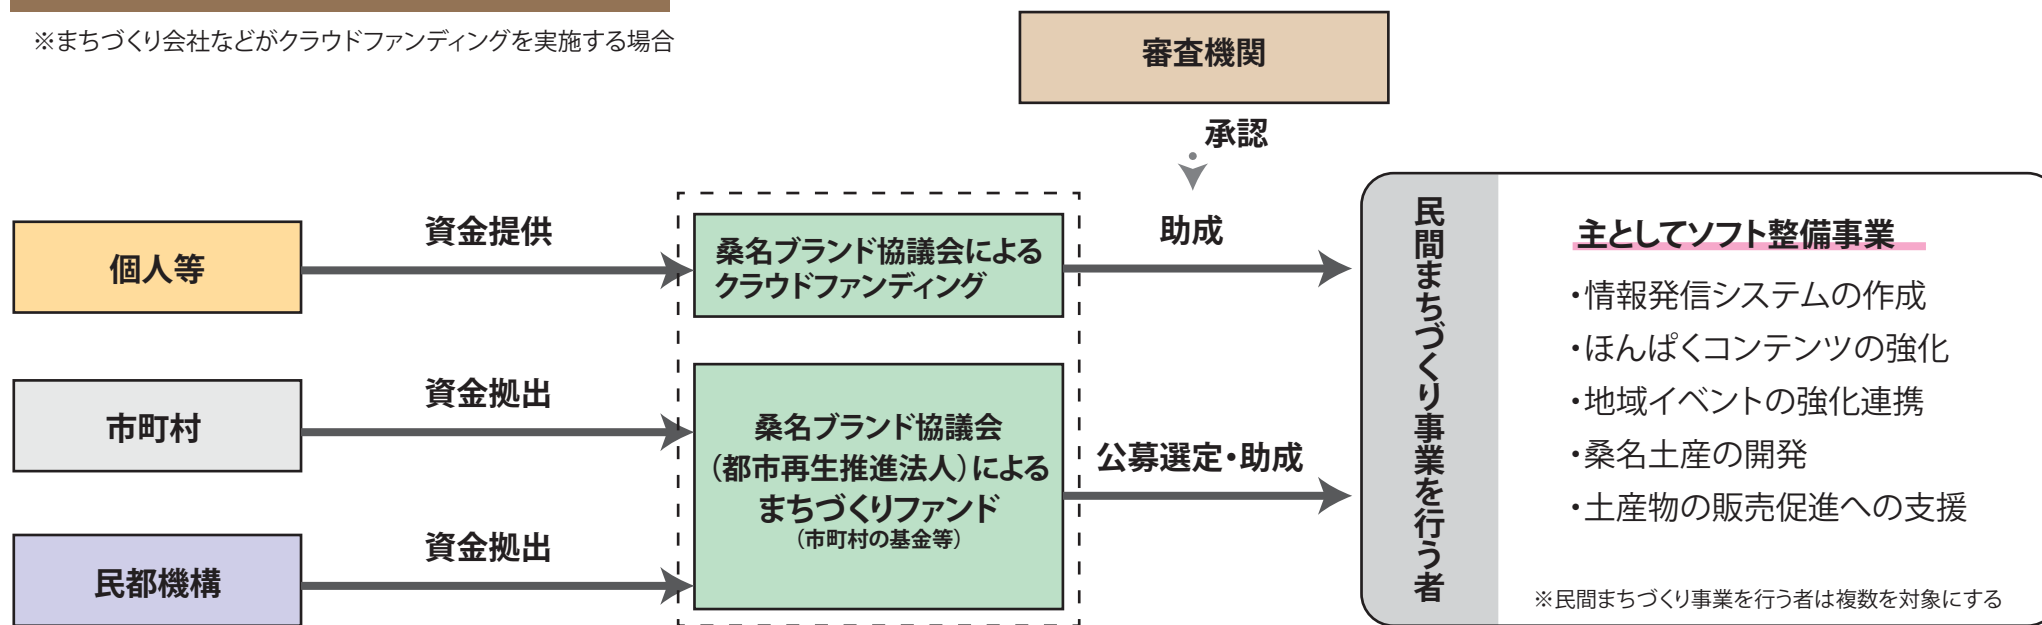 ※まちづくり会社などがクラウドファンディングを実施する場合
審査機関
承認
個人等
資金提供
桑名ブランド協議会による
クラウドファンディング
助成
市町村
資金拠出
民都機構
資金拠出
桑名ブランド協議会
（都市再生推進法人）による
まちづくりファンド
（市町村の基金等）
公募選定・助成
民間まちづくり事業を行う者
主としてソフト整備事業
・情報発信システムの作成
・ほんぱくコンテンツの強化
・地域イベントの強化連携
・桑名土産の開発
・土産物の販売促進への支援
※民間まちづくり事業を行う者は複数を対象にする